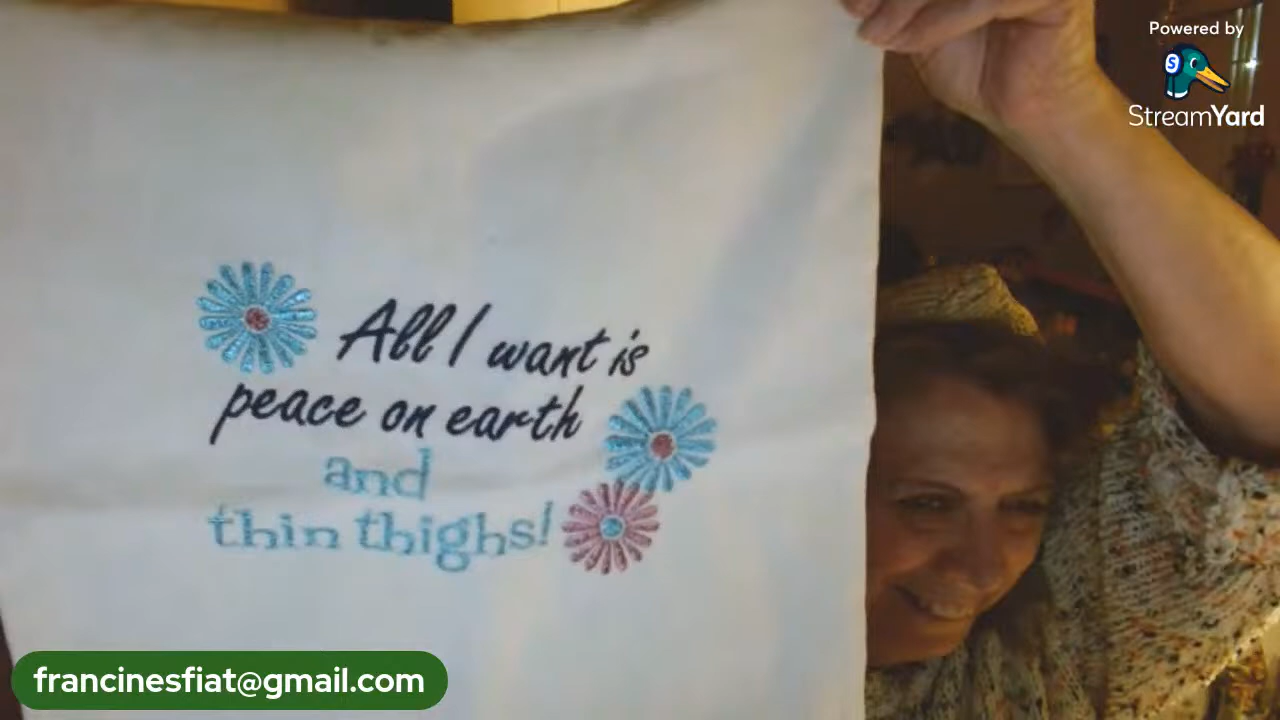 Powered by
S
StreamYard
All I want is
peace on earth
and
thin thighs!
francinesfiat@gmail.com